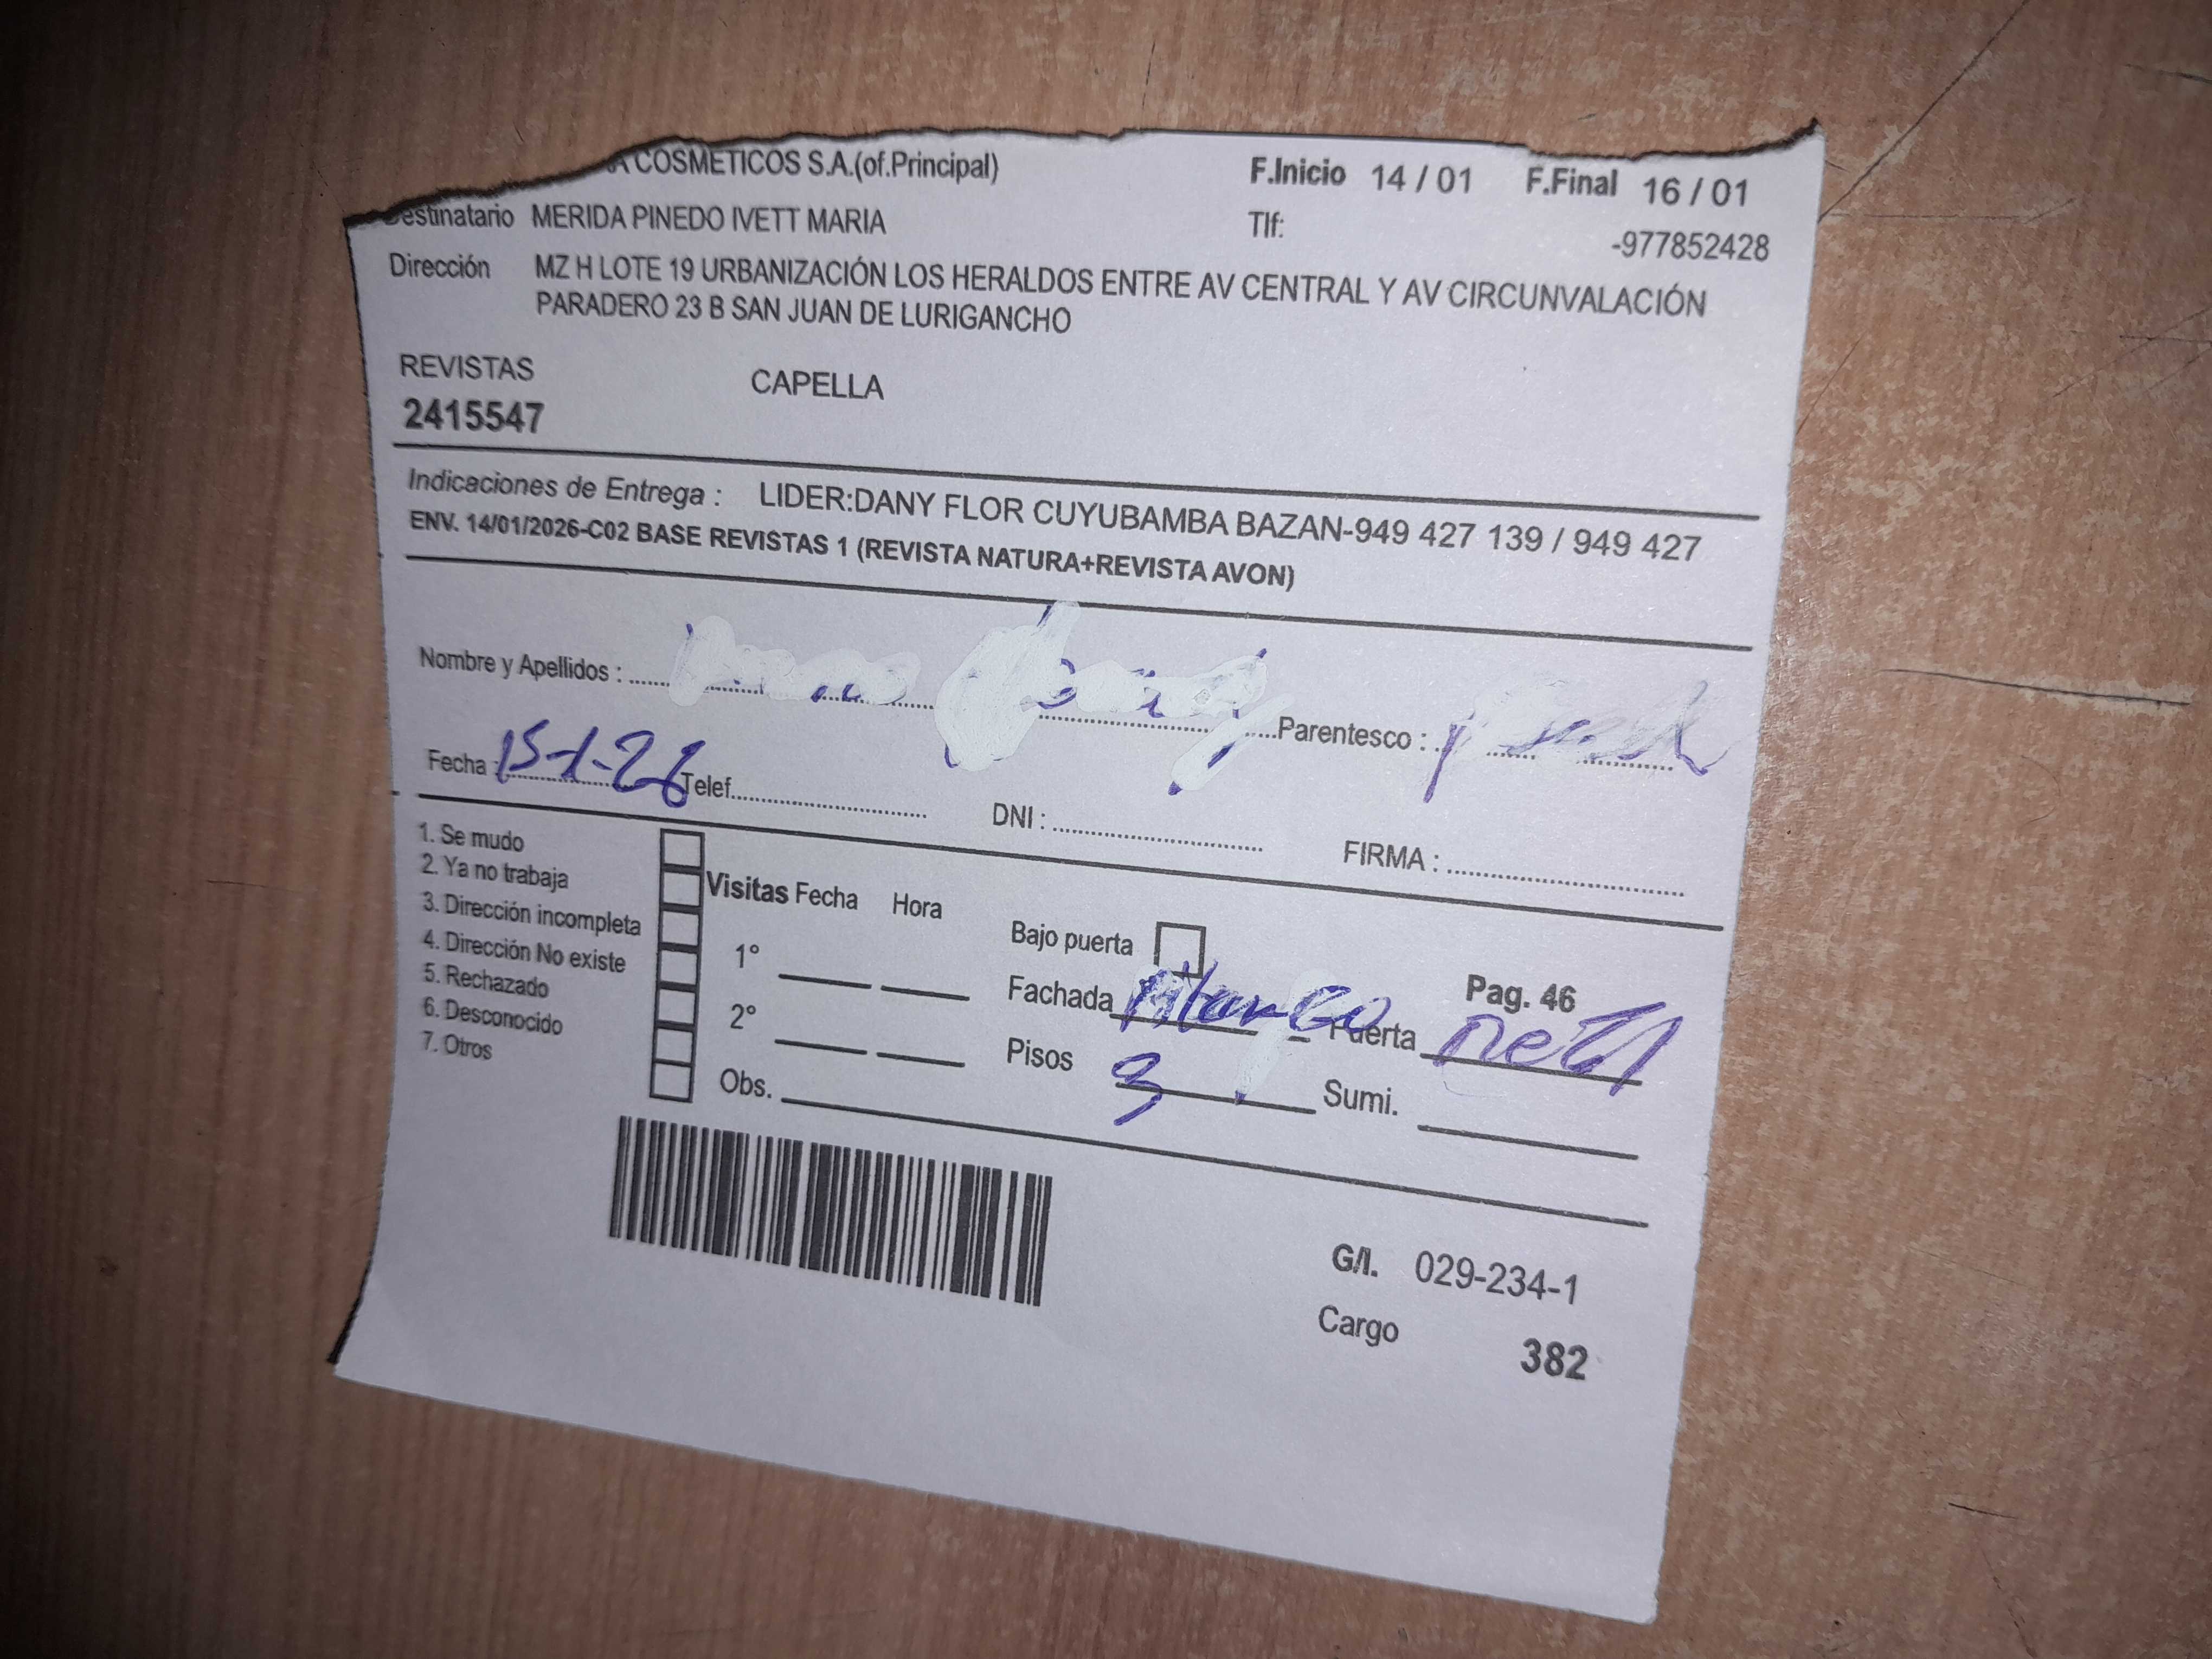 A COSMETICOS S.A.(of.Principal) F.Inicio 14 / 01 F.Final 16 / 01
Destinatario MERIDA PINEDO IVETT MARIA Tlf: -977852428
Dirección MZ H LOTE 19 URBANIZACIÓN LOS HERALDOS ENTRE AV CENTRAL Y AV CIRCUNVALACIÓN
PARADERO 23 B SAN JUAN DE LURIGANCHO
REVISTAS CAPELLA
2415547
Indicaciones de Entrega : LIDER:DANY FLOR CUYUBAMBA BAZAN-949 427 139 / 949 427
ENV. 14/01/2026-C02 BASE REVISTAS 1 (REVISTA NATURA+REVISTA AVON)
Nombre y Apellidos : Parentesco :
Fecha : 15-1-26 Telef. DNI : FIRMA :
1. Se mudo
2. Ya no trabaja
3. Dirección incompleta
4. Dirección No existe
5. Rechazado
6. Desconocido
7. Otros
Visitas Fecha Hora
1°
2°
Obs.
Bajo puerta Pag. 46
Fachada Puerta
Pisos 3 Sumi.
G/I. 029-234-1
Cargo 382